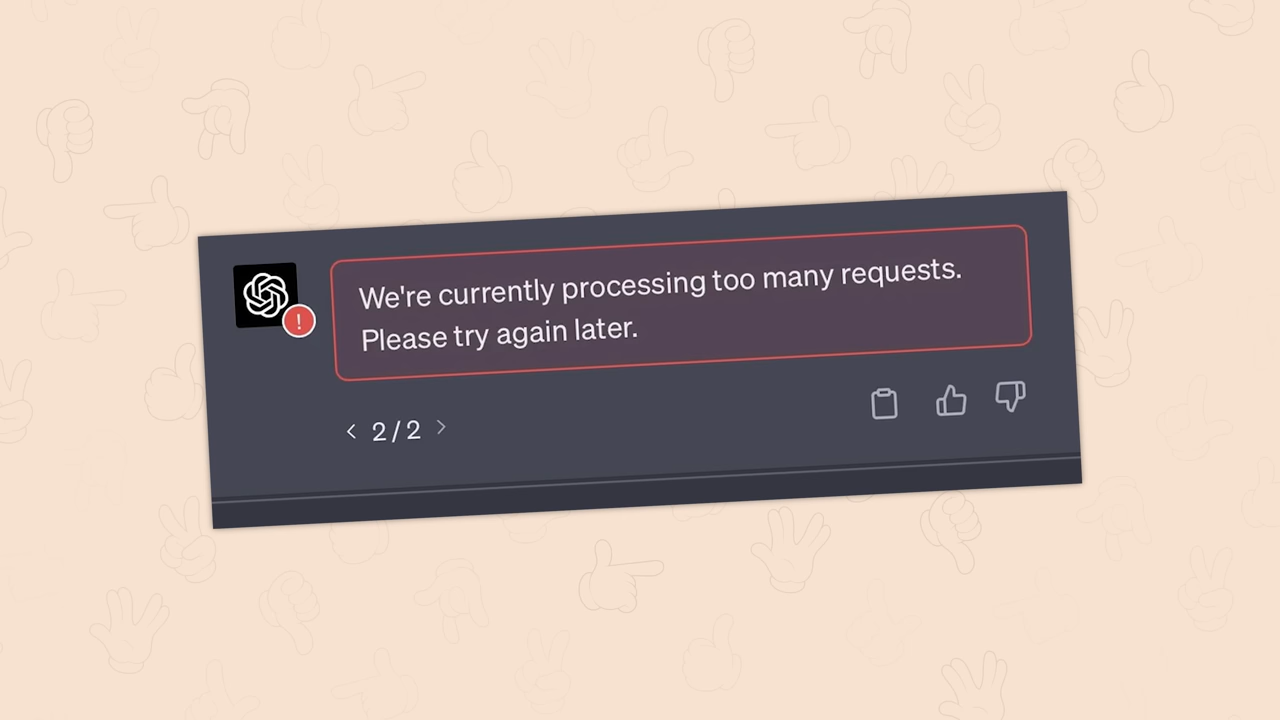 We're currently processing too many requests.
Please try again later.
2/2